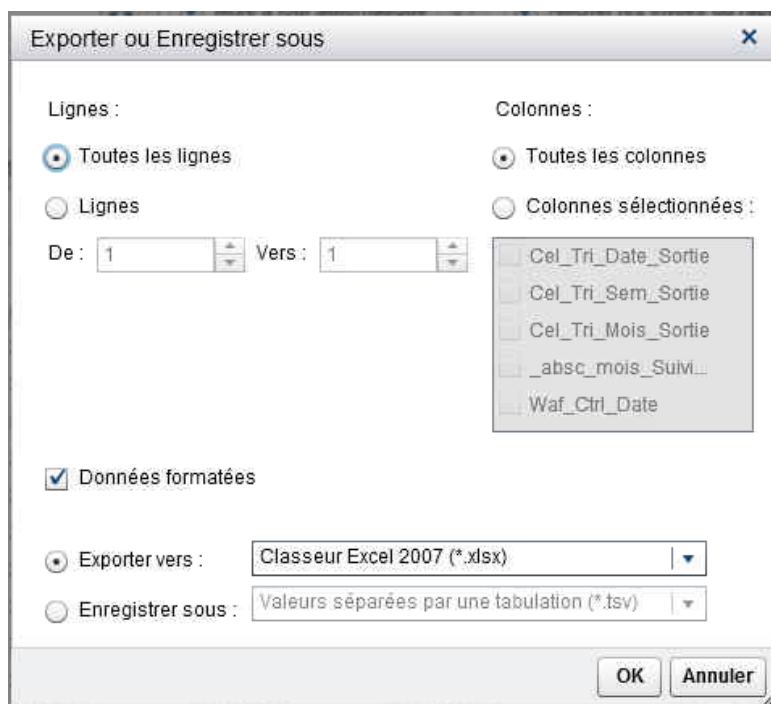 Exporter ou Enregistrer sous
Lignes :
Toutes les lignes
Lignes
De : 1 Vers : 1
Colonnes :
Toutes les colonnes
Colonnes sélectionnées :
Cel_Tri_Date_Sortie
Cel_Tri_Sem_Sortie
Cel_Tri_Mois_Sortie
_absc_mois_Suivi...
Waf_Ctrl_Date
Données formatées
Exporter vers : Classeur Excel 2007 (*.xlsx)
Enregistrer sous : Valeurs séparées par une tabulation (*.tsv)
OK Annuler